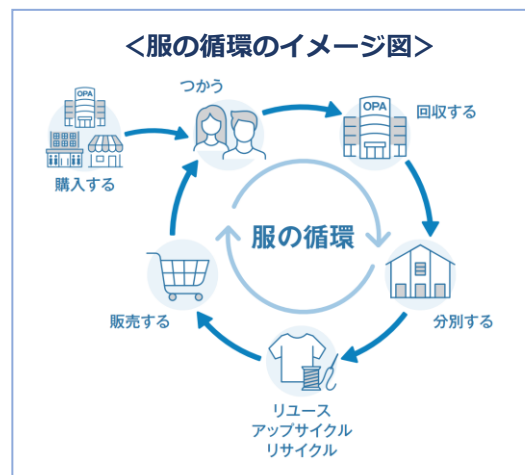 <服の循環のイメージ図>
つかう
OPA
OPA
回収する
購入する
服の循環
販売する
分別する
リユース
アップサイクル
リサイクル